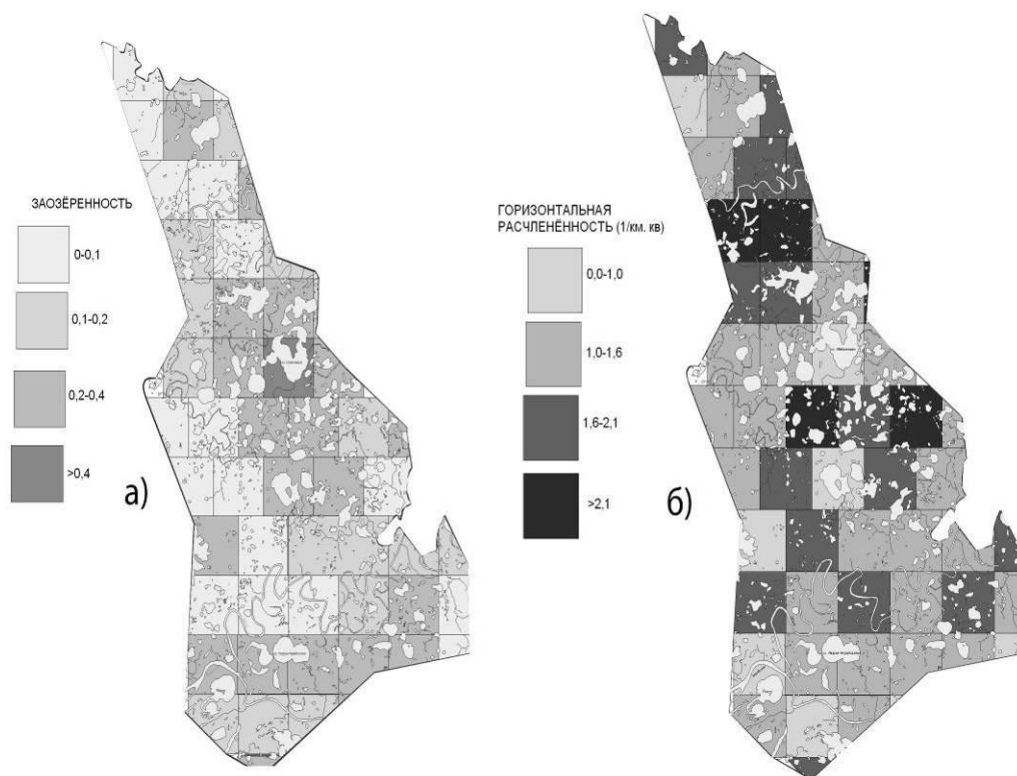 ЗАОЗЁРЕННОСТЬ
0-0,1
0,1-0,2
0,2-0,4
>0,4
а)
ГОРИЗОНТАЛЬНАЯ
РАСЧЛЕНЁННОСТЬ (1/км. кв)
0,0-1,0
1,0-1,6
1,6-2,1
>2,1
б)